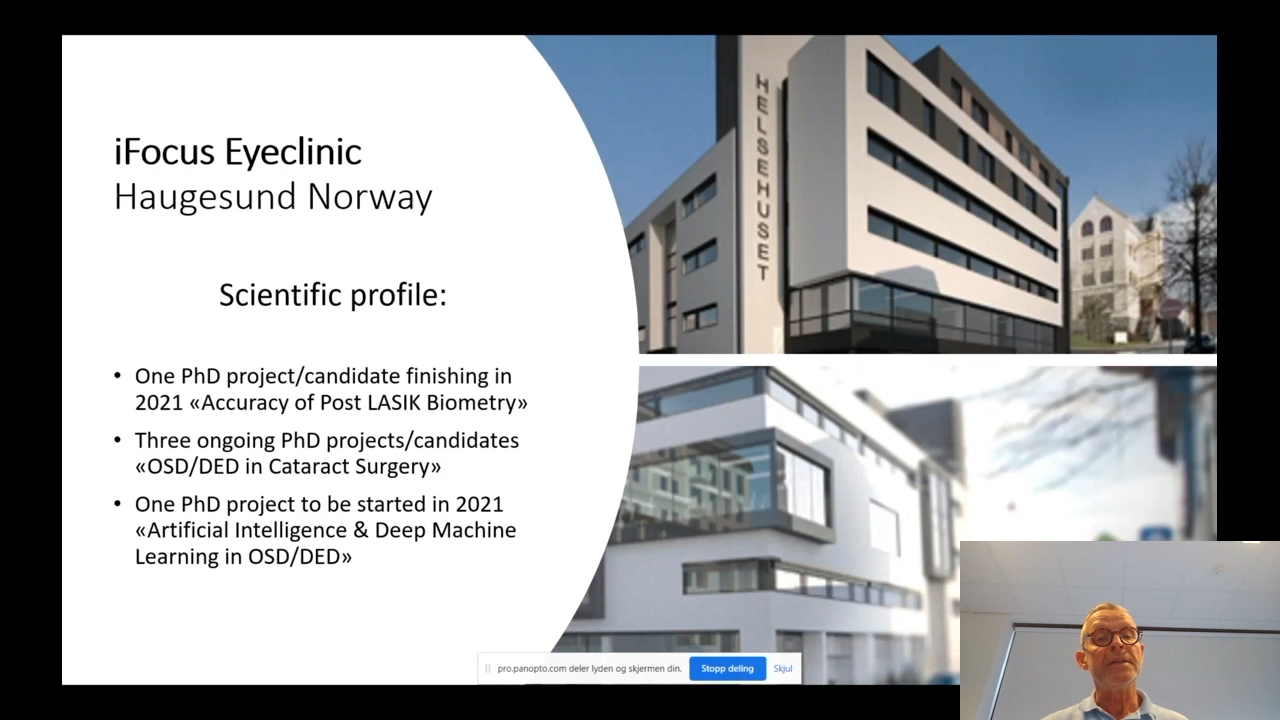 iFocus Eyeclinic
Haugesund Norway
Scientific profile:
• One PhD project/candidate finishing in
2021 «Accuracy of Post LASIK Biometry»
• Three ongoing PhD projects/candidates
«OSD/DED in Cataract Surgery»
• One PhD project to be started in 2021
«Artificial Intelligence & Deep Machine
Learning in OSD/DED»
HELSEHUSET
pro.panopto.com deler lyden og skjermen din. Stopp deling Skjul